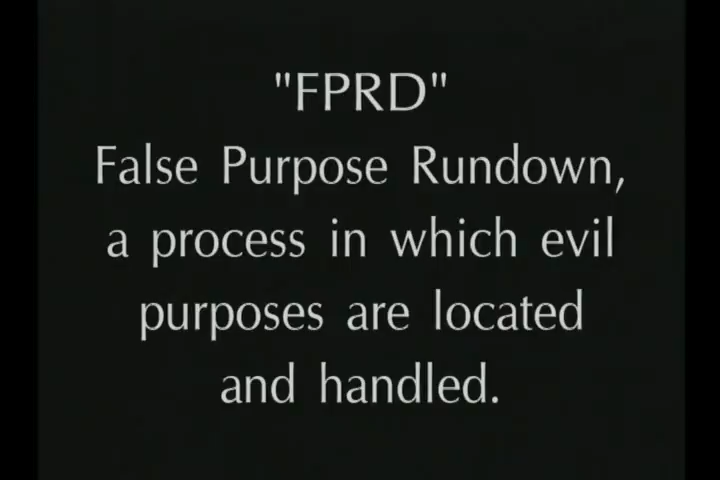 "FPRD"
False Purpose Rundown,
a process in which evil
purposes are located
and handled.